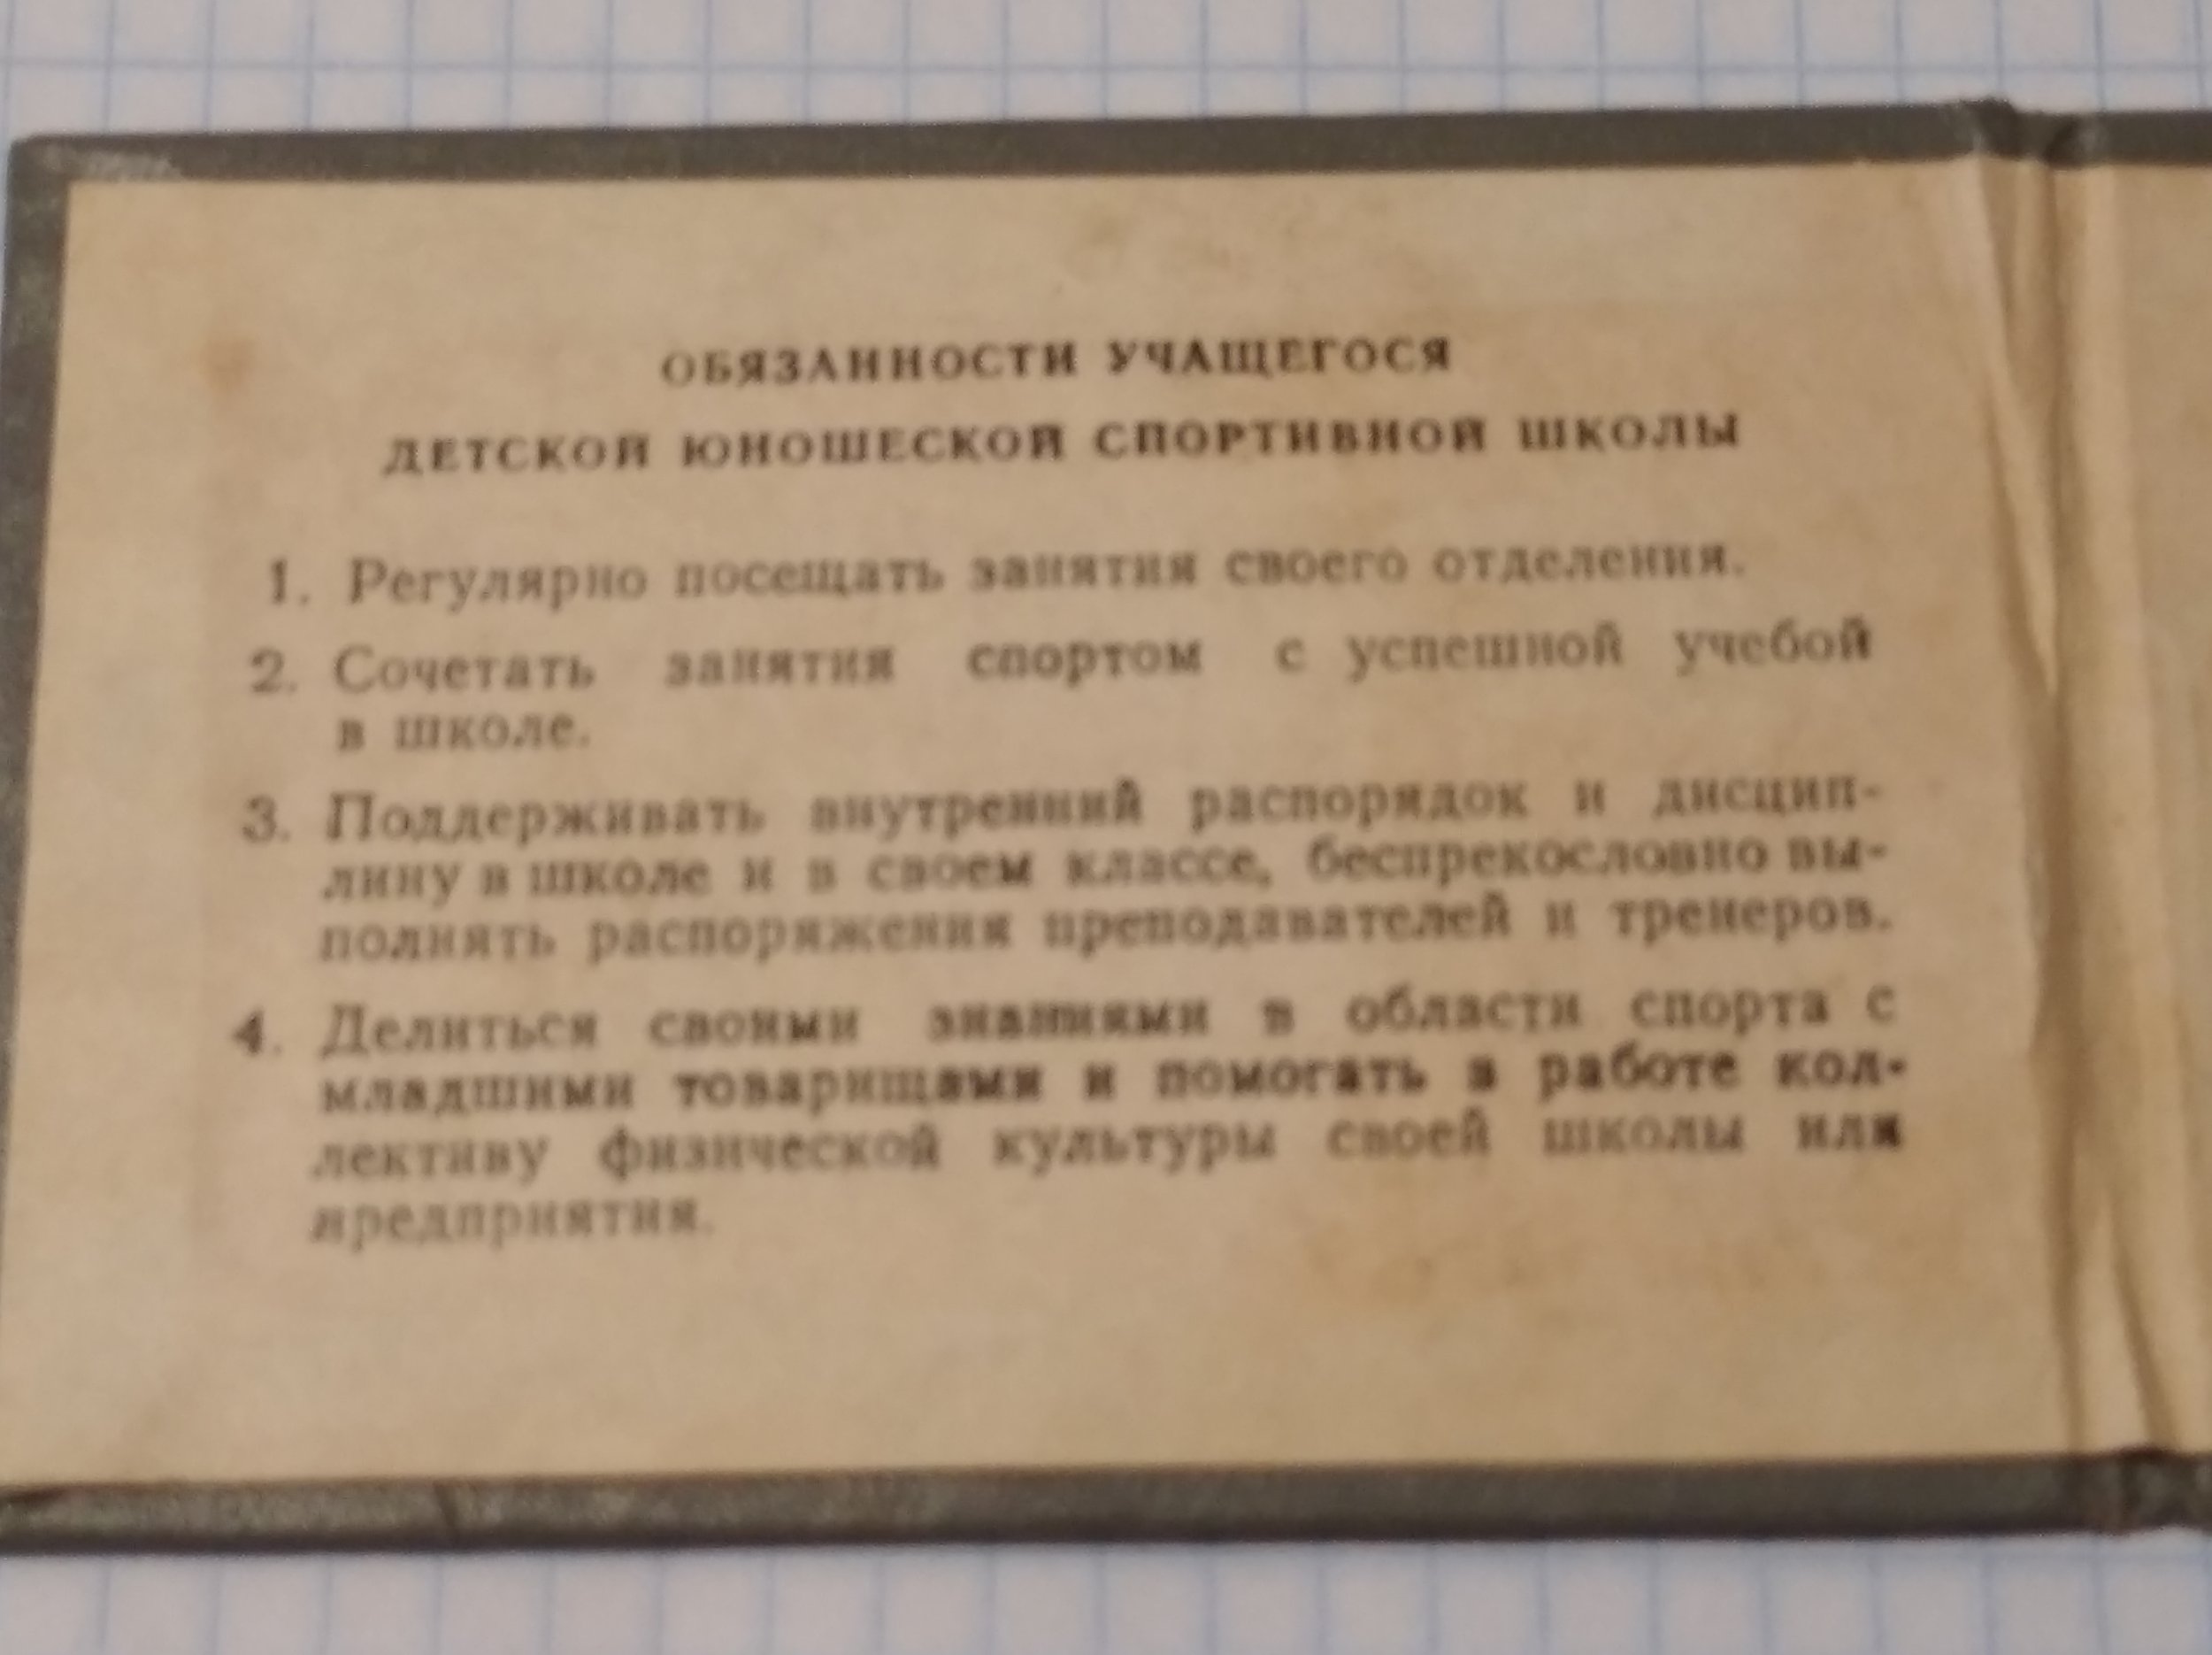 ОБЯЗАННОСТИ УЧАЩЕГОСЯ
ДЕТСКОЙ ЮНОШЕСКОЙ СПОРТИВНОЙ ШКОЛЫ
1. Регулярно посещать занятия своего отделения.
2. Сочетать занятия спортом с успешной учебой
в школе.
3. Поддерживать внутренний распорядок и дисцип-
лину в школе и в своем классе, беспрекословно вы-
полнять распоряжения преподавателей и тренеров.
4. Делиться своими знаниями в области спорта с
младшими товарищами и помогать в работе кол-
лективу физической культуры своей школы или
предприятия.